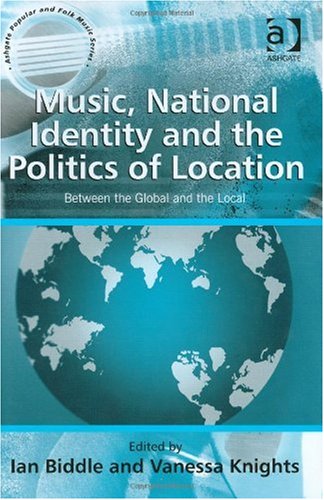 Ashgate Popular and Folk Music Series
a
ASHGATE
Music, National
Identity and the
Politics of Location
Between the Global and the Local
Edited by
Ian Biddle and Vanessa Knights